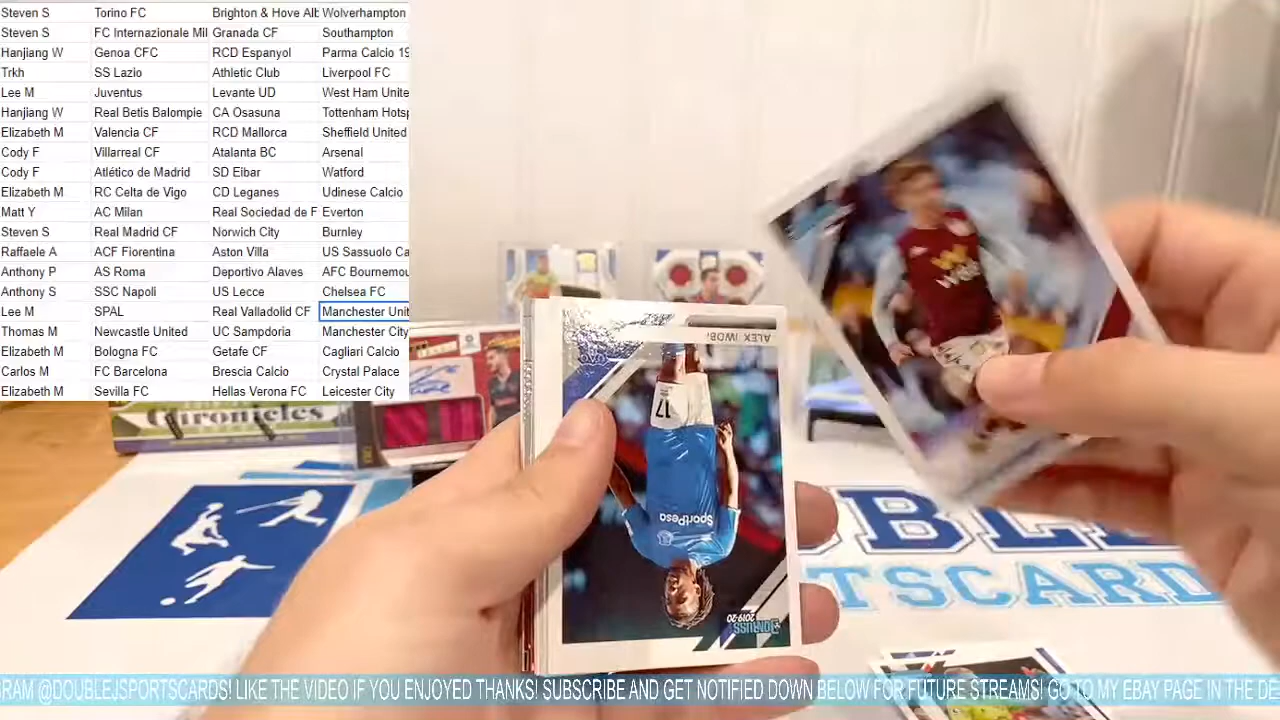 Steven S Torino FC Brighton & Hove Alb Wolverhampton
Steven S FC Internazionale Mil Granada CF Southampton
Hanjiang W Genoa CFC RCD Espanyol Parma Calcio 19
Trkh SS Lazio Athletic Club Liverpool FC
Lee M Juventus Levante UD West Ham Unite
Hanjiang W Real Betis Balompie CA Osasuna Tottenham Hotsp
Elizabeth M Valencia CF RCD Mallorca Sheffield United
Cody F Villarreal CF Atalanta BC Arsenal
Cody F Atlético de Madrid SD Eibar Watford
Elizabeth M RC Celta de Vigo CD Leganes Udinese Calcio
Matt Y AC Milan Real Sociedad de F Everton
Steven S Real Madrid CF Norwich City Burnley
Raffaele A ACF Fiorentina Aston Villa US Sassuolo Ca
Anthony P AS Roma Deportivo Alaves AFC Bournemou
Anthony S SSC Napoli US Lecce Chelsea FC
Lee M SPAL Real Valladolid CF Manchester Unit
Thomas M Newcastle United UC Sampdoria Manchester City
Elizabeth M Bologna FC Getafe CF Cagliari Calcio
Carlos M FC Barcelona Brescia Calcio Crystal Palace
Elizabeth M Sevilla FC Hellas Verona FC Leicester City
Chronicles
ALEX IWOBI
17
SportPesa
2019-20
DONRUSS
UBL
TSCARD
GRAM @DOUBLEJSPORTSCARDS! LIKE THE VIDEO IF YOU ENJOYED THANKS! SUBSCRIBE AND GET NOTIFIED DOWN BELOW FOR FUTURE STREAMS! GO TO MY EBAY PAGE IN THE DE